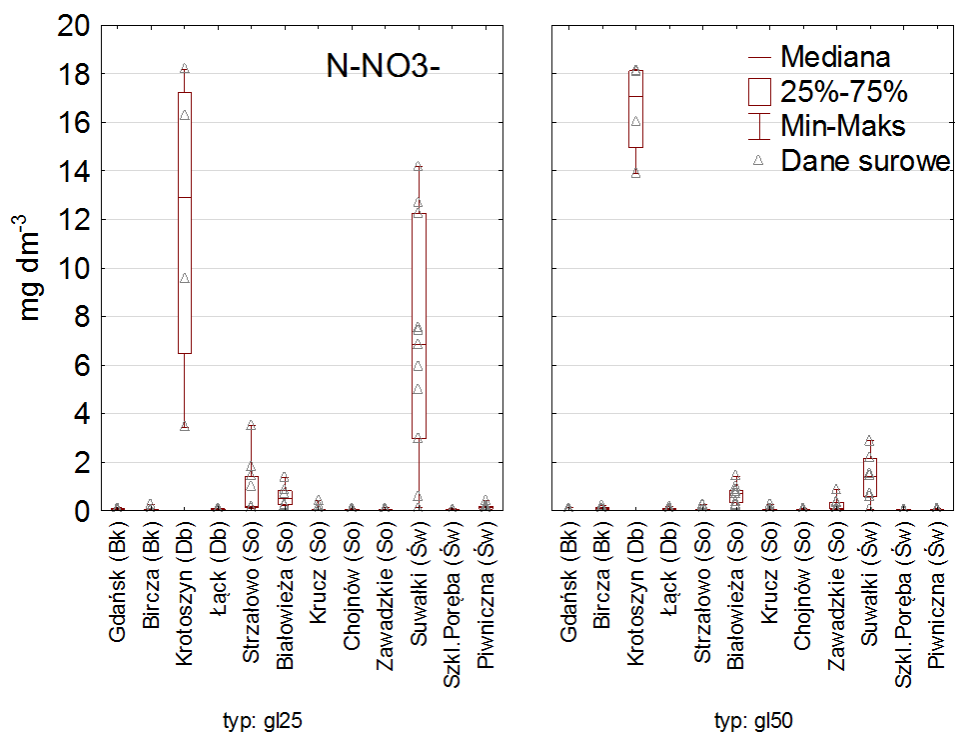 N-NO3-
Mediana
25%-75%
Min-Maks
Dane surowe
mg dm-3
20
18
16
14
12
10
8
6
4
2
0
Gdańsk (Bk)
Bircza (Bk)
Krotoszyn (Db)
Łąck (Db)
Strzałowo (So)
Białowieża (So)
Krucz (So)
Chojnów (So)
Zawadzkie (So)
Suwałki (Św)
Szkl.Poręba (Św)
Piwniczna (Św)
typ: gl25
Gdańsk (Bk)
Bircza (Bk)
Krotoszyn (Db)
Łąck (Db)
Strzałowo (So)
Białowieża (So)
Krucz (So)
Chojnów (So)
Zawadzkie (So)
Suwałki (Św)
Szkl.Poręba (Św)
Piwniczna (Św)
typ: gl50